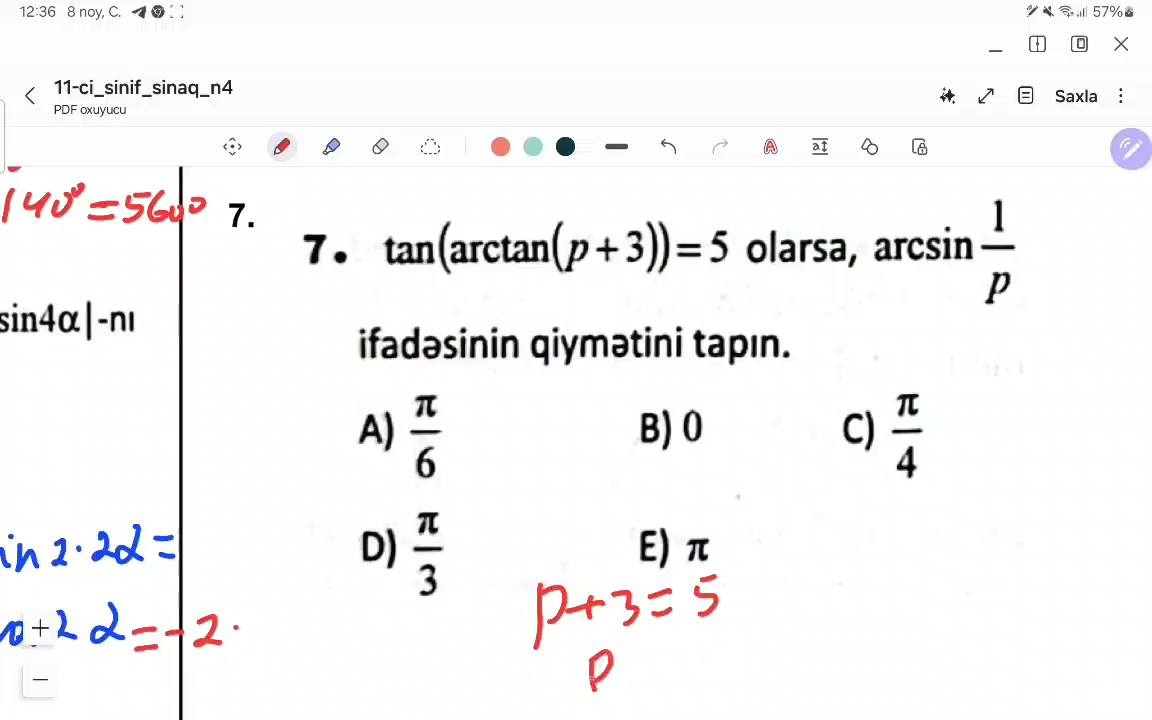 12:36 8 noy, C. 57%
11-ci_sinif_sinaq_n4
PDF oxuyucu
Saxla
140° = 560°
7.
7. tan(arctan(p+3))=5 olarsa, arcsin 1/p
ifadəsinin qiymətini tapın.
A) π/6 B) 0 C) π/4
D) π/3 E) π
sin4α|-nı
in 2·2α =
2α = -2·
p+3=5
p